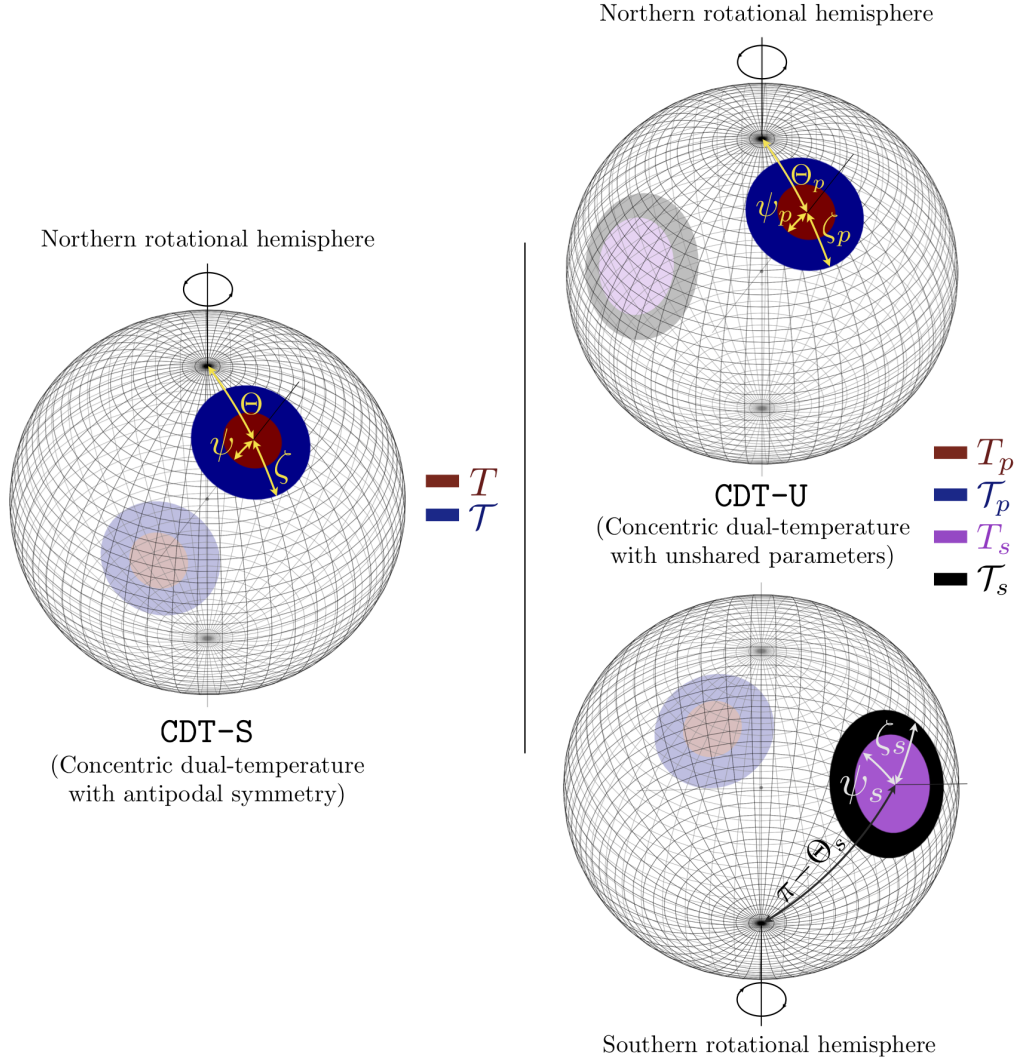 Northern rotational hemisphere
Θ
ψ
ζ
T
𝒯
CDT-S
(Concentric dual-temperature
with antipodal symmetry)
Northern rotational hemisphere
Θₚ
ψₚ
ζₚ
CDT-U
(Concentric dual-temperature
with unshared parameters)
Tₚ
𝒯ₚ
Tₛ
𝒯ₛ
ζₛ
ψₛ
π − Θₛ
Southern rotational hemisphere